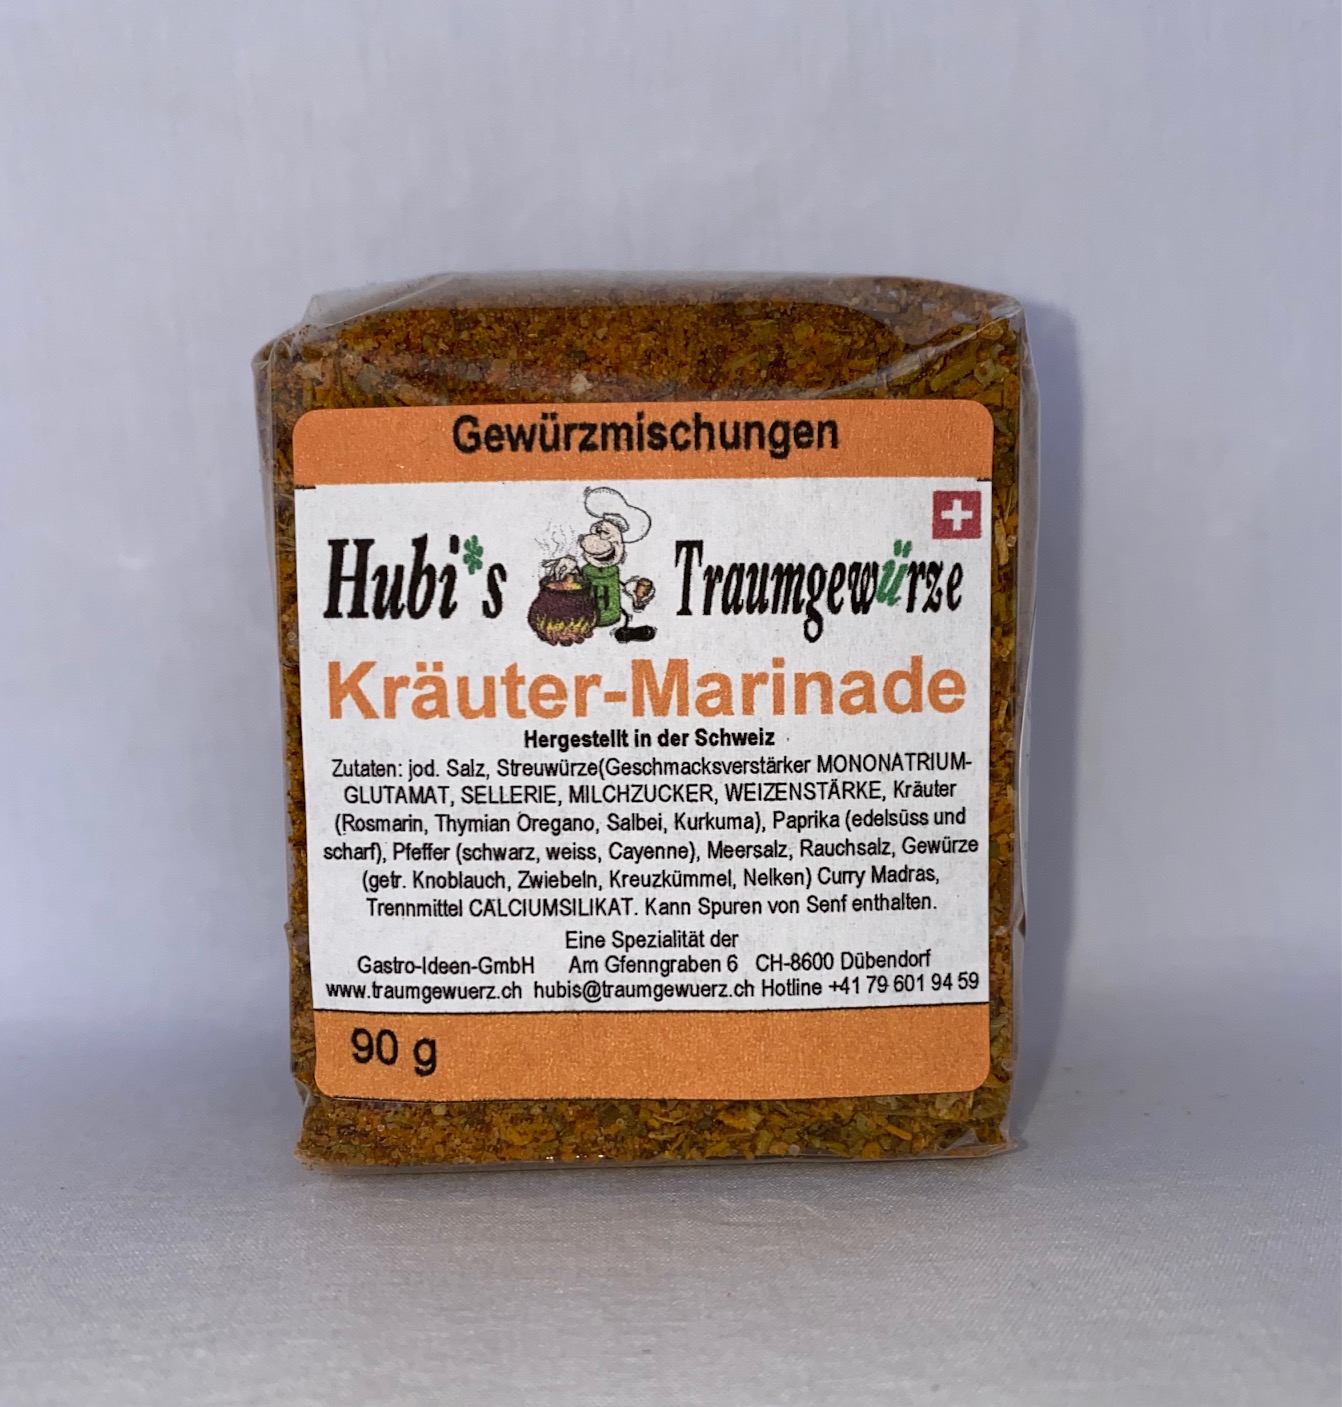 Gewürzmischungen
Hubi's Traumgewürze
Kräuter-Marinade
Hergestellt in der Schweiz
Zutaten: jod. Salz, Streuwürze(Geschmacksverstärker MONONATRIUM-
GLUTAMAT, SELLERIE, MILCHZUCKER, WEIZENSTÄRKE, Kräuter
(Rosmarin, Thymian Oregano, Salbei, Kurkuma), Paprika (edelsüss und
scharf), Pfeffer (schwarz, weiss, Cayenne), Meersalz, Rauchsalz, Gewürze
(getr. Knoblauch, Zwiebeln, Kreuzkümmel, Nelken) Curry Madras,
Trennmittel CALCIUMSILIKAT. Kann Spuren von Senf enthalten.
Eine Spezialität der
Gastro-Ideen-GmbH Am Gfenngraben 6 CH-8600 Dübendorf
www.traumgewuerz.ch hubis@traumgewuerz.ch Hotline +41 79 601 94 59
90 g